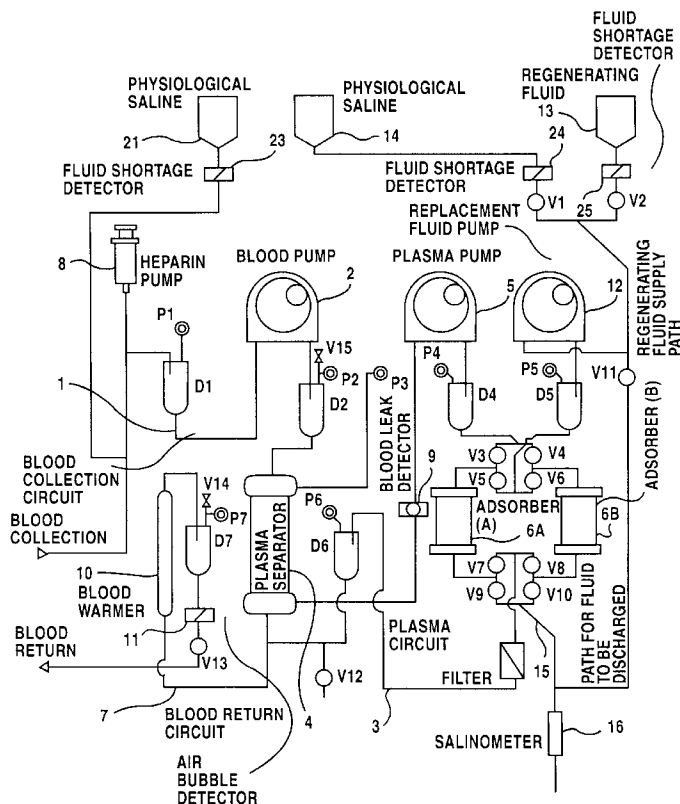 FLUID
SHORTAGE
DETECTOR
PHYSIOLOGICAL
SALINE
21
23
PHYSIOLOGICAL
SALINE
14
REGENERATING
FLUID
13
24
FLUID SHORTAGE
DETECTOR
FLUID SHORTAGE
DETECTOR
V1
25
V2
8
HEPARIN
PUMP
BLOOD PUMP
2
REPLACEMENT
FLUID PUMP
PLASMA PUMP
5
12
REGENERATING
FLUID SUPPLY
PATH
P1
D1
V15
P2
P3
D2
P4
D4
P5
D5
V11
1
BLOOD
COLLECTION
CIRCUIT
BLOOD
COLLECTION
BLOOD LEAK
DETECTOR
9
V3
V4
V5
V6
ADSORBER
(A)
6A
ADSORBER (B)
6B
V14
P7
D7
10
BLOOD
WARMER
PLASMA
SEPARATOR
P6
D6
V7
V8
V9
V10
11
BLOOD
RETURN
V13
7
BLOOD RETURN
CIRCUIT
4
V12
PLASMA
CIRCUIT
3
FILTER
15
PATH FOR FLUID
TO BE
DISCHARGED
AIR
BUBBLE
DETECTOR
SALINOMETER
16